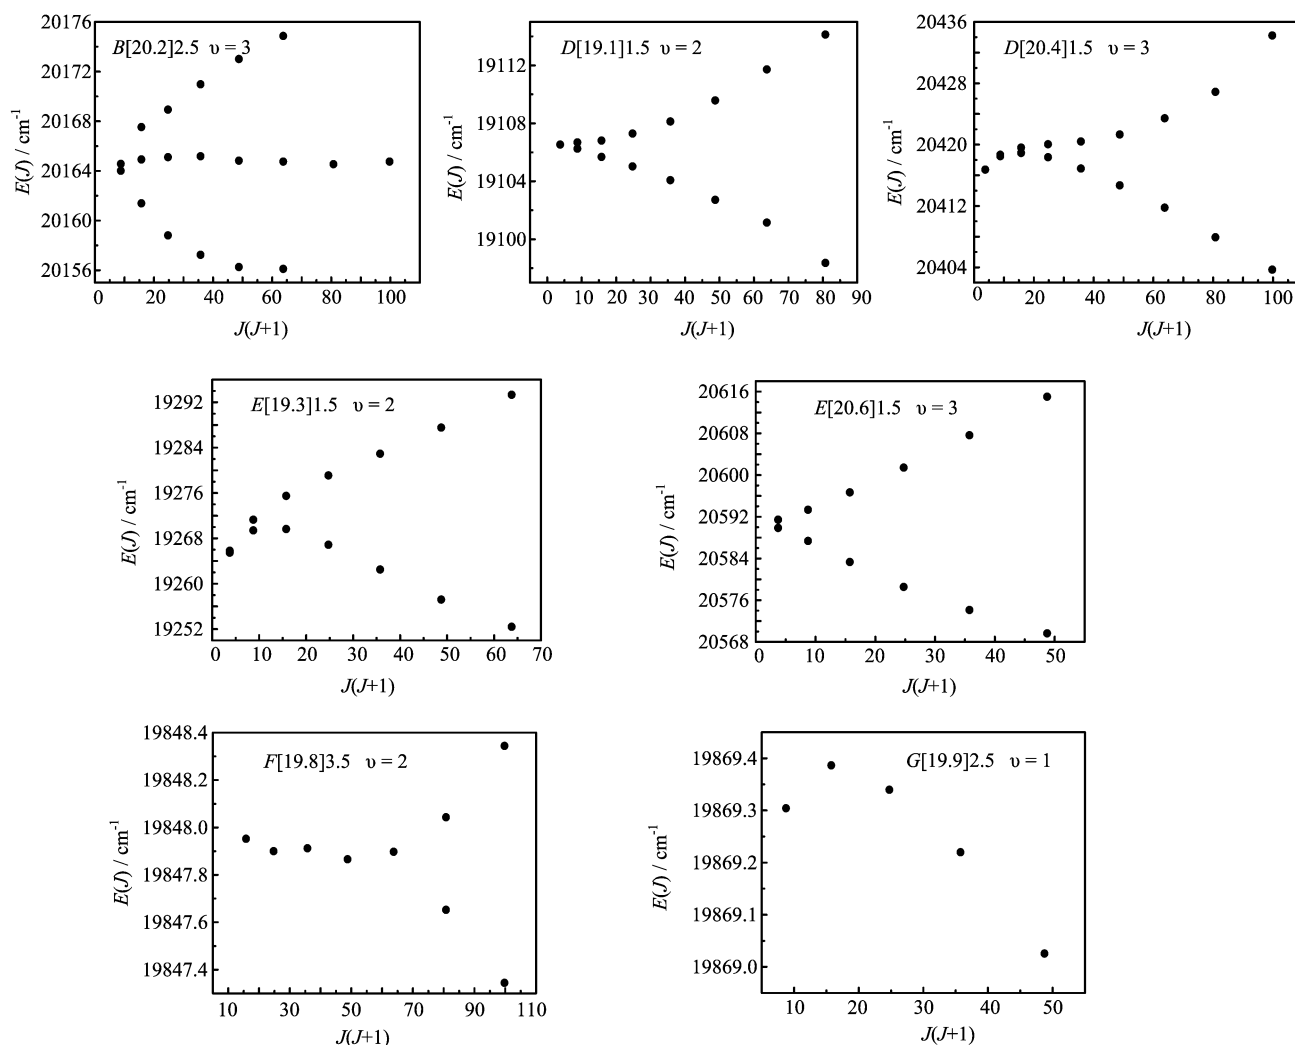 B[20.2]2.5 υ = 3
20176
20172
20168
20164
20160
20156
E(J) / cm⁻¹
0 20 40 60 80 100
J(J+1)
D[19.1]1.5 υ = 2
19112
19108
19104
19100
E(J) / cm⁻¹
0 10 20 30 40 50 60 70 80 90
J(J+1)
D[20.4]1.5 υ = 3
20436
20428
20420
20412
20404
E(J) / cm⁻¹
0 20 40 60 80 100
J(J+1)
E[19.3]1.5 υ = 2
19292
19284
19276
19268
19260
19252
E(J) / cm⁻¹
0 10 20 30 40 50 60 70
J(J+1)
E[20.6]1.5 υ = 3
20616
20608
20600
20592
20584
20576
20568
E(J) / cm⁻¹
0 10 20 30 40 50
J(J+1)
F[19.8]3.5 υ = 2
19848.4
19848.2
19848.0
19847.8
19847.6
19847.4
E(J) / cm⁻¹
10 30 50 70 90 110
J(J+1)
G[19.9]2.5 υ = 1
19869.4
19869.3
19869.2
19869.1
19869.0
E(J) / cm⁻¹
10 20 30 40 50
J(J+1)